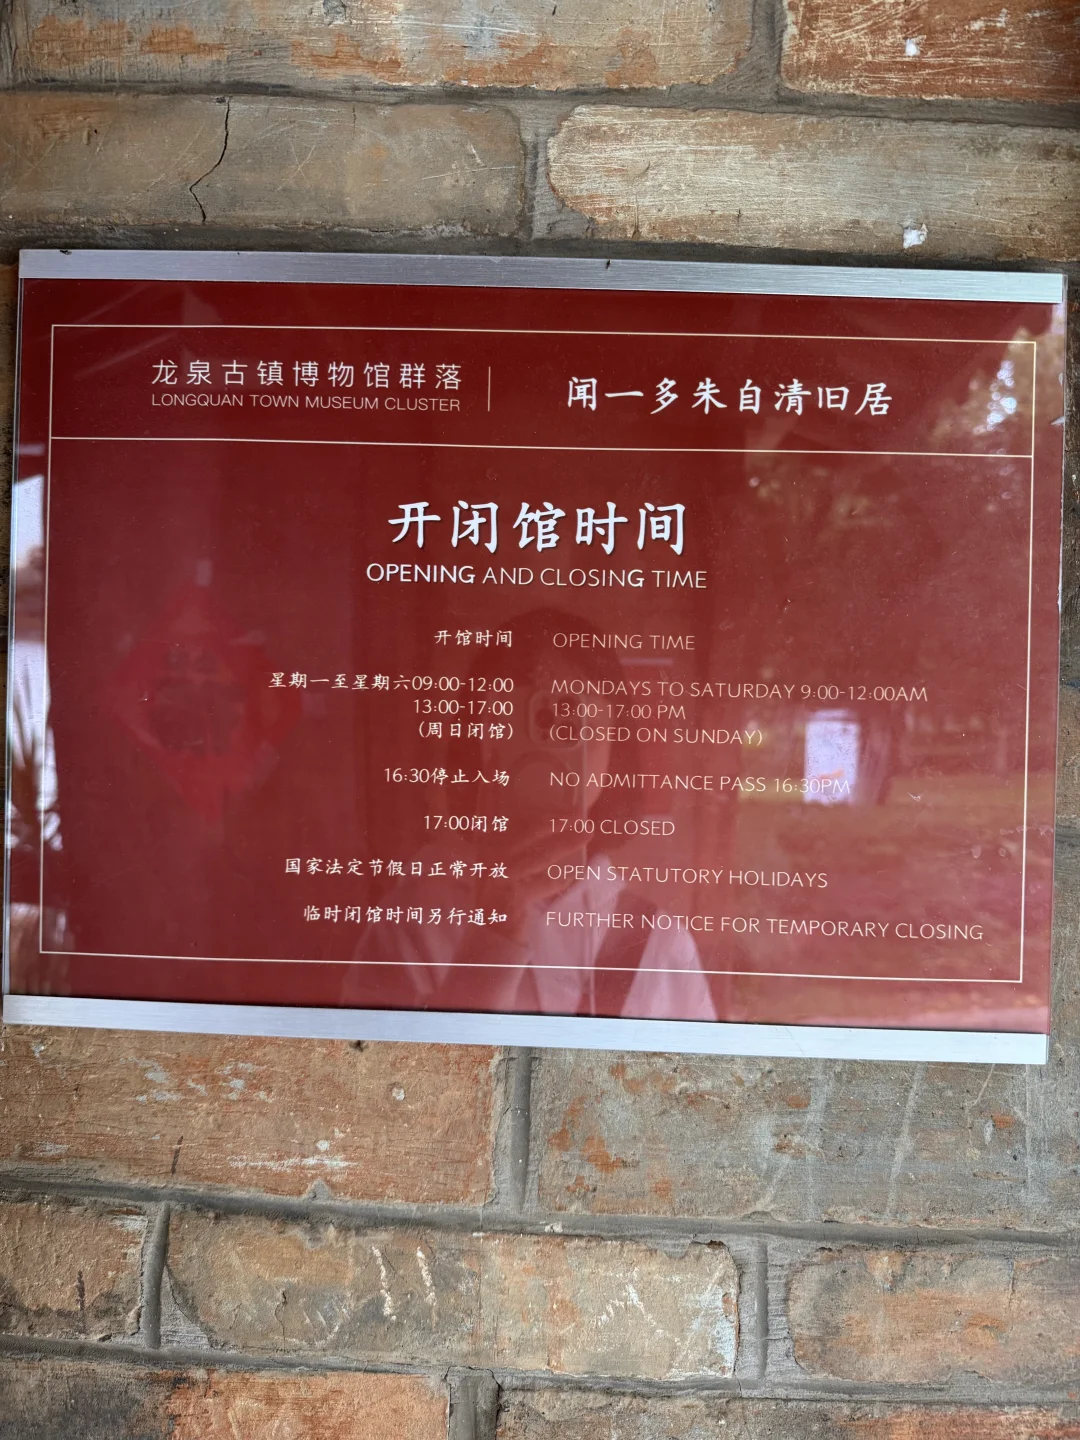 龙泉古镇博物馆群落
LONGQUAN TOWN MUSEUM CLUSTER
闻一多朱自清旧居
开闭馆时间
OPENING AND CLOSING TIME
开馆时间 OPENING TIME
星期一至星期六09:00-12:00 MONDAYS TO SATURDAY 9:00-12:00AM
13:00-17:00 13:00-17:00 PM
(周日闭馆) (CLOSED ON SUNDAY)
16:30停止入场 NO ADMITTANCE PASS 16:30PM
17:00闭馆 17:00 CLOSED
国家法定节假日正常开放 OPEN STATUTORY HOLIDAYS
临时闭馆时间另行通知 FURTHER NOTICE FOR TEMPORARY CLOSING